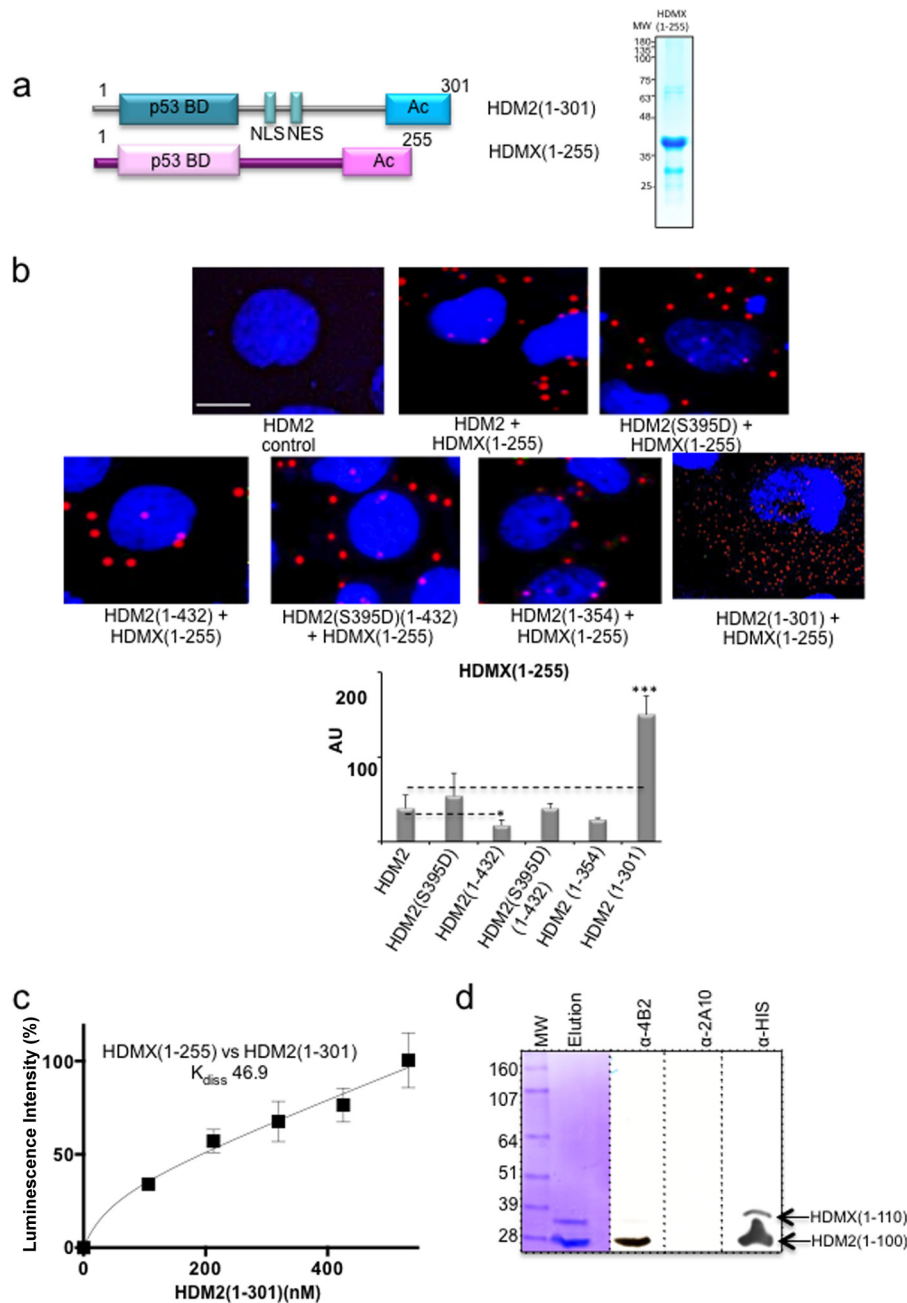 a
1
301
p53 BD
Ac
HDM2(1-301)
NLS NES
1
255
p53 BD
Ac
HDMX(1-255)
HDMX
(1-255)
MW
180
135
100
75
63
48
35
25
b
HDM2
control
HDM2 +
HDMX(1-255)
HDM2(S395D) +
HDMX(1-255)
HDM2(1-432) +
HDMX(1-255)
HDM2(S395D)(1-432)
+ HDMX(1-255)
HDM2(1-354) +
HDMX(1-255)
HDM2(1-301) +
HDMX(1-255)
HDMX(1-255)
200
100
AU
***
*
HDM2
HDM2(S395D)
HDM2(1-432)
HDM2(S395D)
(1-432)
HDM2 (1-354)
HDM2 (1-301)
c
HDMX(1-255) vs HDM2(1-301)
Kdiss 46.9
Luminescence Intensity (%)
100
50
0
0
200
400
HDM2(1-301)(nM)
d
MW
Elution
α-4B2
α-2A10
α-HIS
160
107
64
51
39
28
HDMX(1-110)
HDM2(1-100)